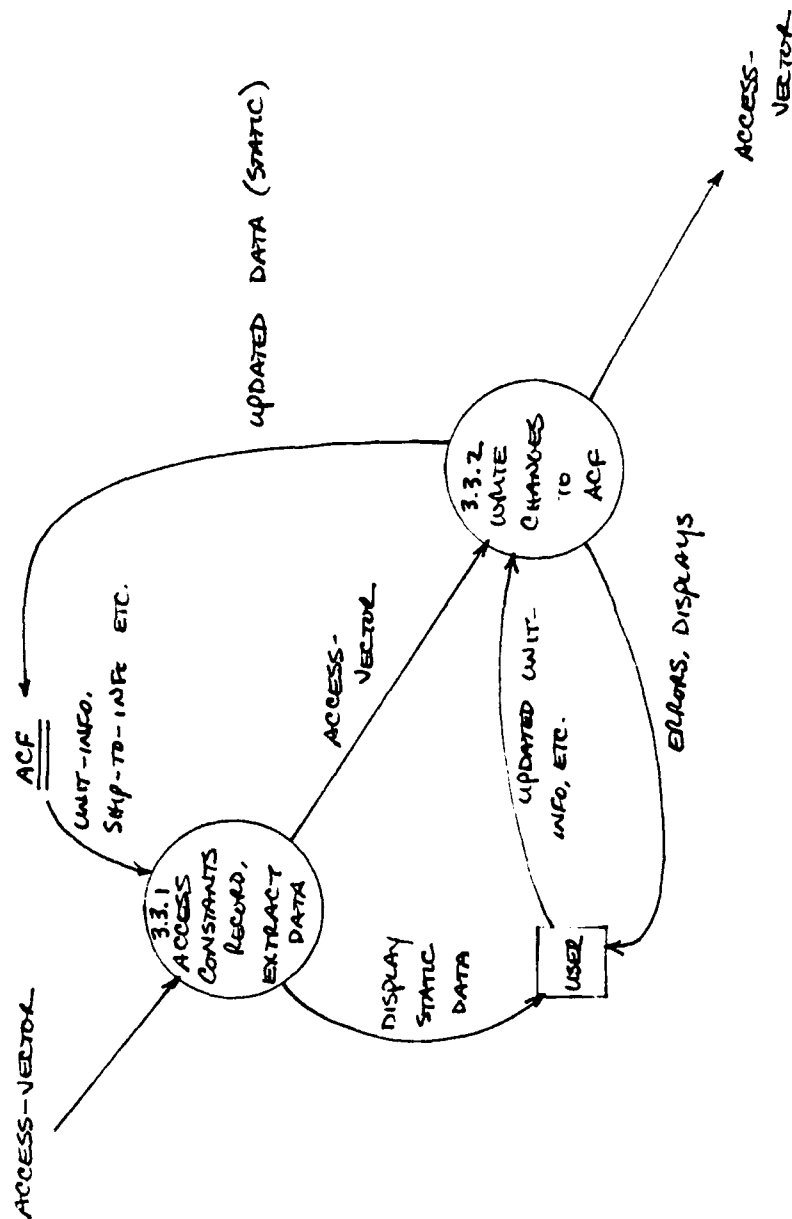 ACCESS-VECTOR
ACF
UNIT-INFO,
SHIP-TO-INFO ETC.
UPDATED DATA (STATIC)
3.3.1
ACCESS
CONSTANTS
RECORD,
EXTRACT
DATA
ACCESS-
VECTOR
3.3.2
WRITE
CHANGES
TO
ACF
DISPLAY
STATIC
DATA
UPDATED UNIT-
INFO, ETC.
USER
ERRORS, DISPLAYS
ACCESS-
VECTOR